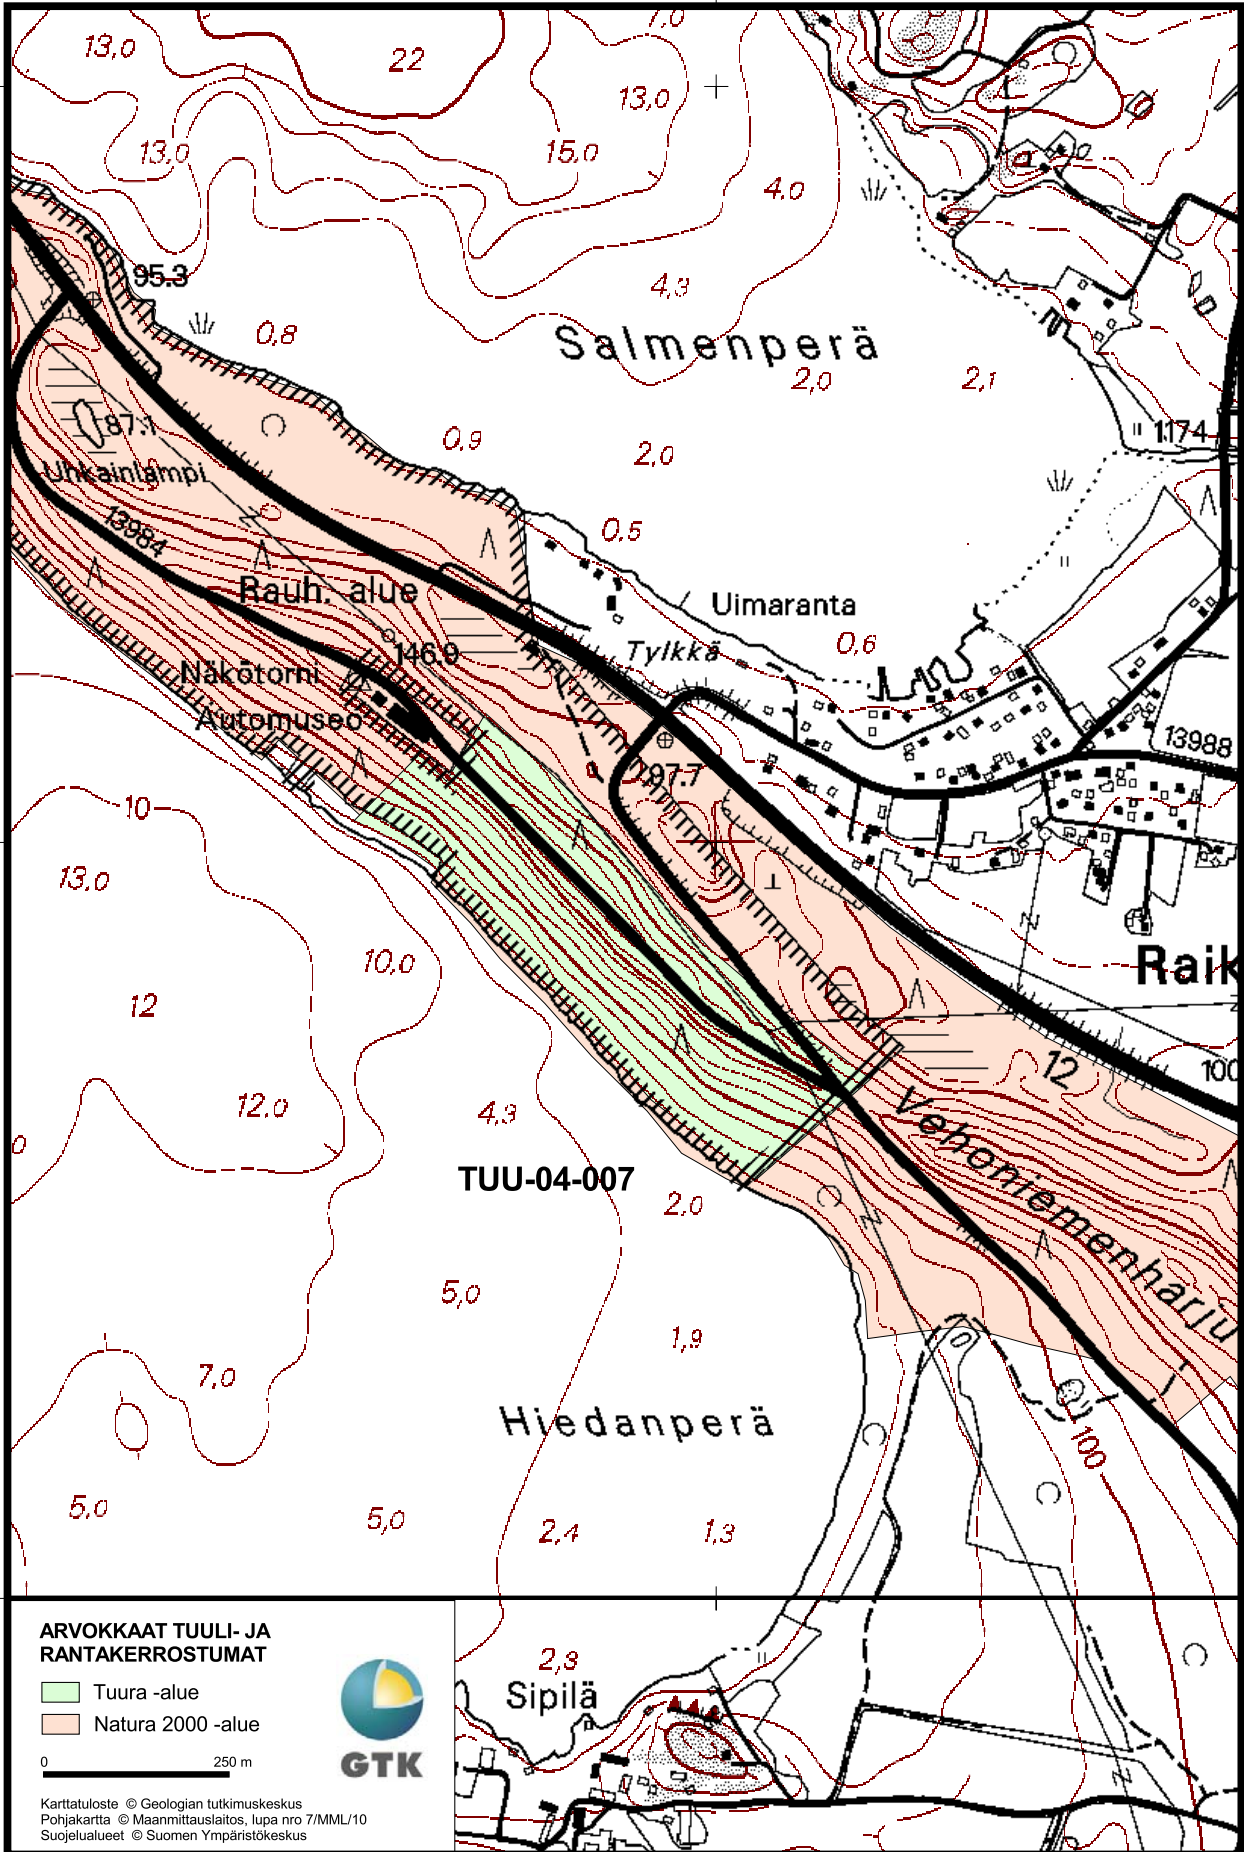 7,0
13,0
22
13,0
13,0
15,0
4,0
4,3
95.3
0,8
Salmenperä
2,0
2,1
87.1
0,9
2,0
1174
Uhkainlampi
13984
0,5
Rauh. alue
Uimaranta
0,6
146.9
Tylkkä
Näkötorni
Automuseo
13988
97.7
10
13,0
10,0
Raik
12
12
100
12,0
4,3
Vehoniemenharju
0
TUU-04-007
2,0
5,0
1,9
7,0
Hiedanperä
100
5,0
5,0
2,4
1,3
ARVOKKAAT TUULI- JA
RANTAKERROSTUMAT
Tuura -alue
Natura 2000 -alue
0 250 m
GTK
Karttatuloste © Geologian tutkimuskeskus
Pohjakartta © Maanmittauslaitos, lupa nro 7/MML/10
Suojelualueet © Suomen Ympäristökeskus
2,8
Sipilä